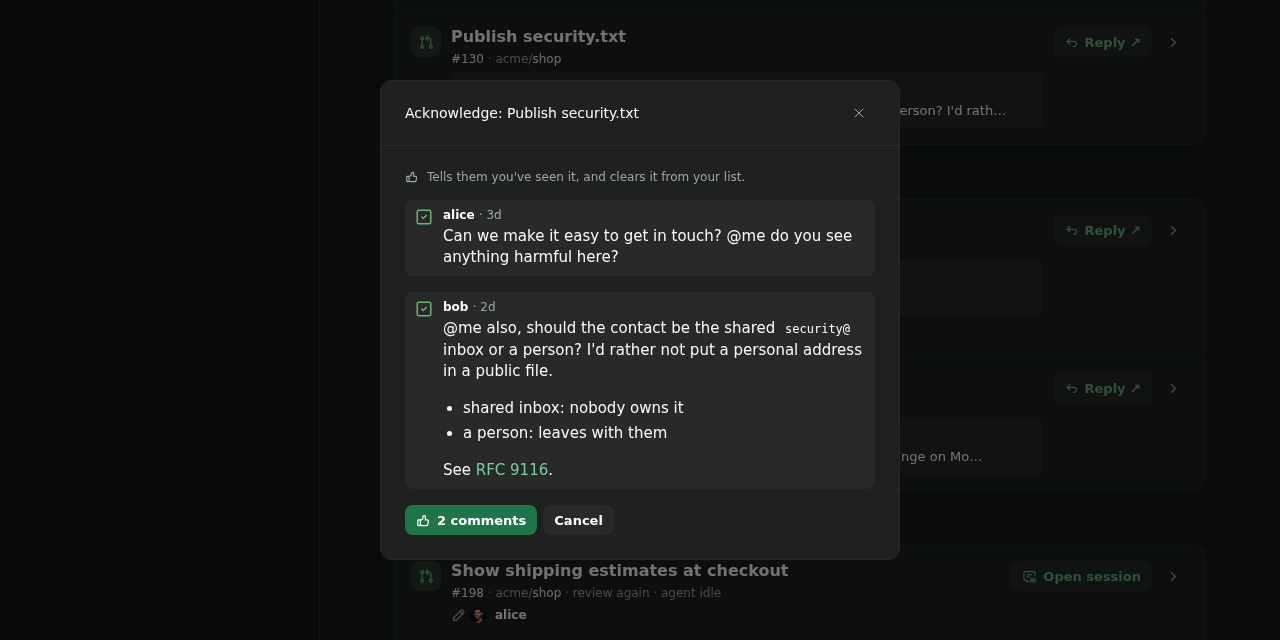 Publish security.txt
Reply ↗
#130 · acme/shop
erson? I'd rath…
Acknowledge: Publish security.txt
Tells them you've seen it, and clears it from your list.
alice · 3d
Can we make it easy to get in touch? @me do you see
anything harmful here?
Reply ↗
bob · 2d
@me also, should the contact be the shared security@
inbox or a person? I'd rather not put a personal address
in a public file.
Reply ↗
• shared inbox: nobody owns it
• a person: leaves with them
nge on Mo…
See RFC 9116.
2 comments
Cancel
Show shipping estimates at checkout
Open session
#198 · acme/shop · review again · agent idle
alice